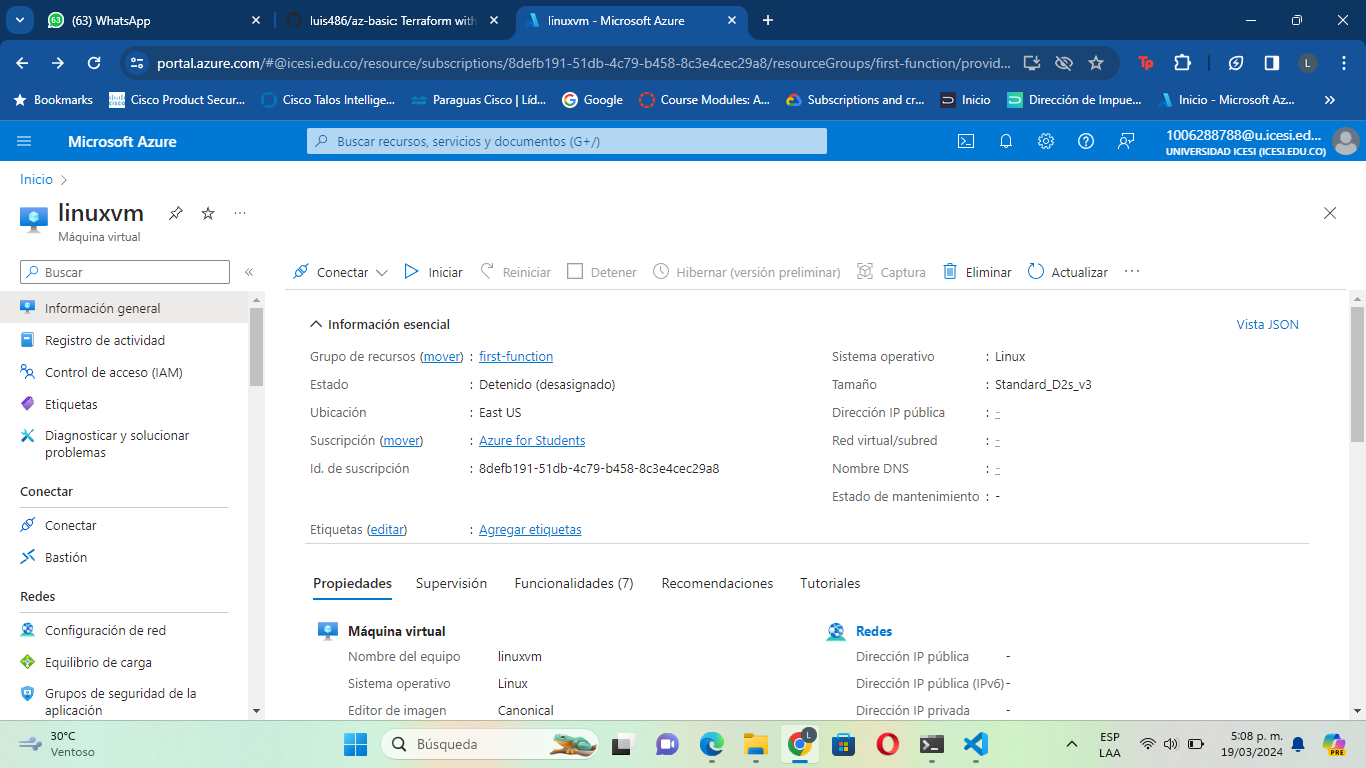 (63) WhatsApp
luis486/az-basic: Terraform with
linuxvm - Microsoft Azure
portal.azure.com/#@icesi.edu.co/resource/subscriptions/8defb191-51db-4c79-b458-8c3e4cec29a8/resourceGroups/first-function/provid...
L
Bookmarks
Cisco Product Secur...
Cisco Talos Intellige...
Paraguas Cisco | Líd...
Google
Course Modules: A...
Subscriptions and cr...
Inicio
Dirección de Impue...
Inicio - Microsoft Az...
Microsoft Azure
Buscar recursos, servicios y documentos (G+/)
1006288788@u.icesi.ed...
UNIVERSIDAD ICESI (ICESI.EDU.CO)
Inicio
linuxvm
Máquina virtual
Buscar
Conectar
Iniciar
Reiniciar
Detener
Hibernar (versión preliminar)
Captura
Eliminar
Actualizar
Información general
Registro de actividad
Control de acceso (IAM)
Etiquetas
Diagnosticar y solucionar
problemas
Conectar
Conectar
Bastión
Redes
Configuración de red
Equilibrio de carga
Grupos de seguridad de la
aplicación
Información esencial
Vista JSON
Grupo de recursos (mover) : first-function
Estado : Detenido (desasignado)
Ubicación : East US
Suscripción (mover) : Azure for Students
Id. de suscripción : 8defb191-51db-4c79-b458-8c3e4cec29a8
Sistema operativo : Linux
Tamaño : Standard_D2s_v3
Dirección IP pública : -
Red virtual/subred : -
Nombre DNS : -
Estado de mantenimiento : -
Etiquetas (editar) : Agregar etiquetas
Propiedades
Supervisión
Funcionalidades (7)
Recomendaciones
Tutoriales
Máquina virtual
Nombre del equipo linuxvm
Sistema operativo Linux
Editor de imagen Canonical
Redes
Dirección IP pública -
Dirección IP pública (IPv6) -
Dirección IP privada -
30°C
Ventoso
Búsqueda
L
ESP
LAA
5:08 p. m.
19/03/2024
PRE